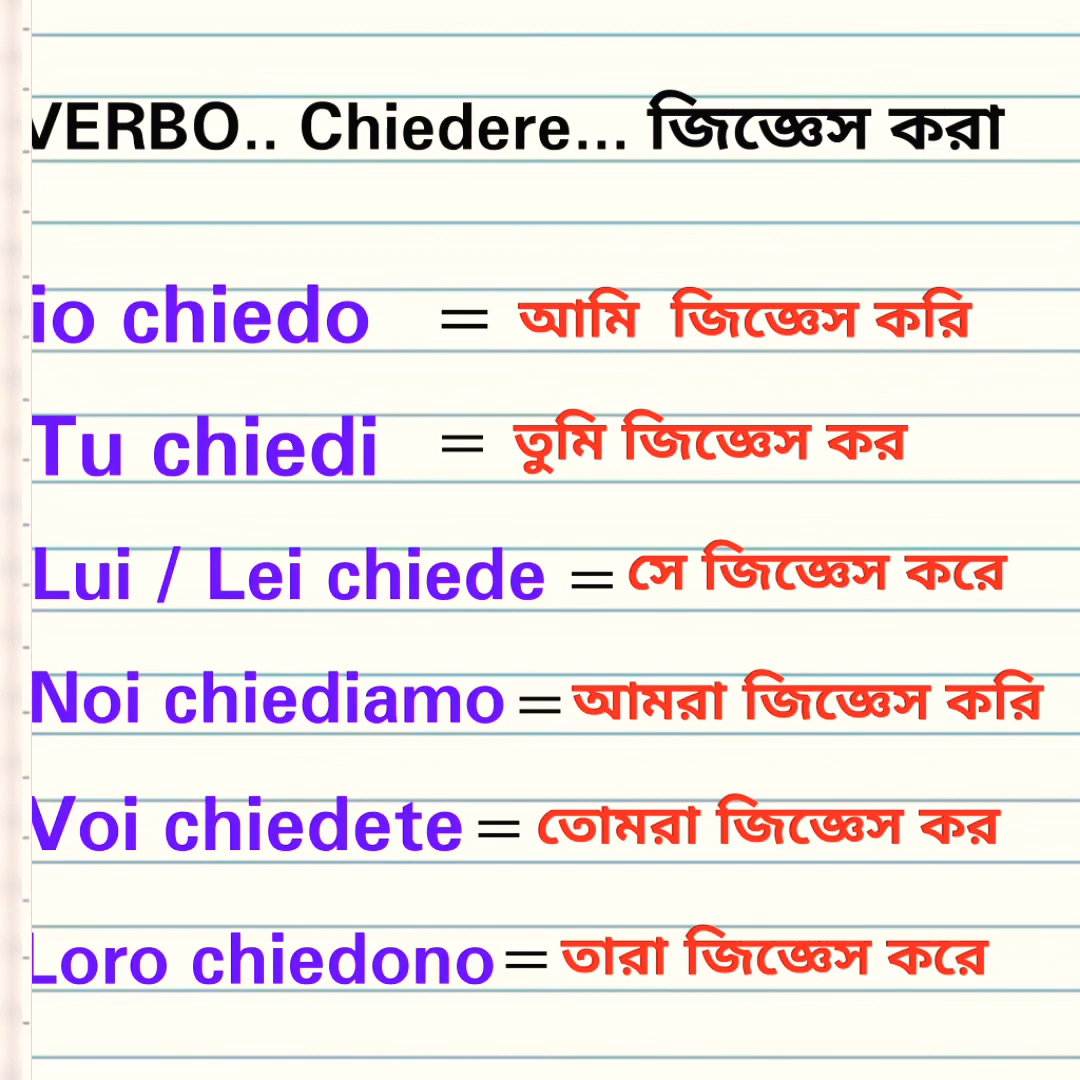 VERBO.. Chiedere... জিজ্ঞেস করা
io chiedo = আমি জিজ্ঞেস করি
Tu chiedi = তুমি জিজ্ঞেস কর
Lui / Lei chiede = সে জিজ্ঞেস করে
Noi chiediamo = আমরা জিজ্ঞেস করি
Voi chiedete = তোমরা জিজ্ঞেস কর
Loro chiedono = তারা জিজ্ঞেস করে